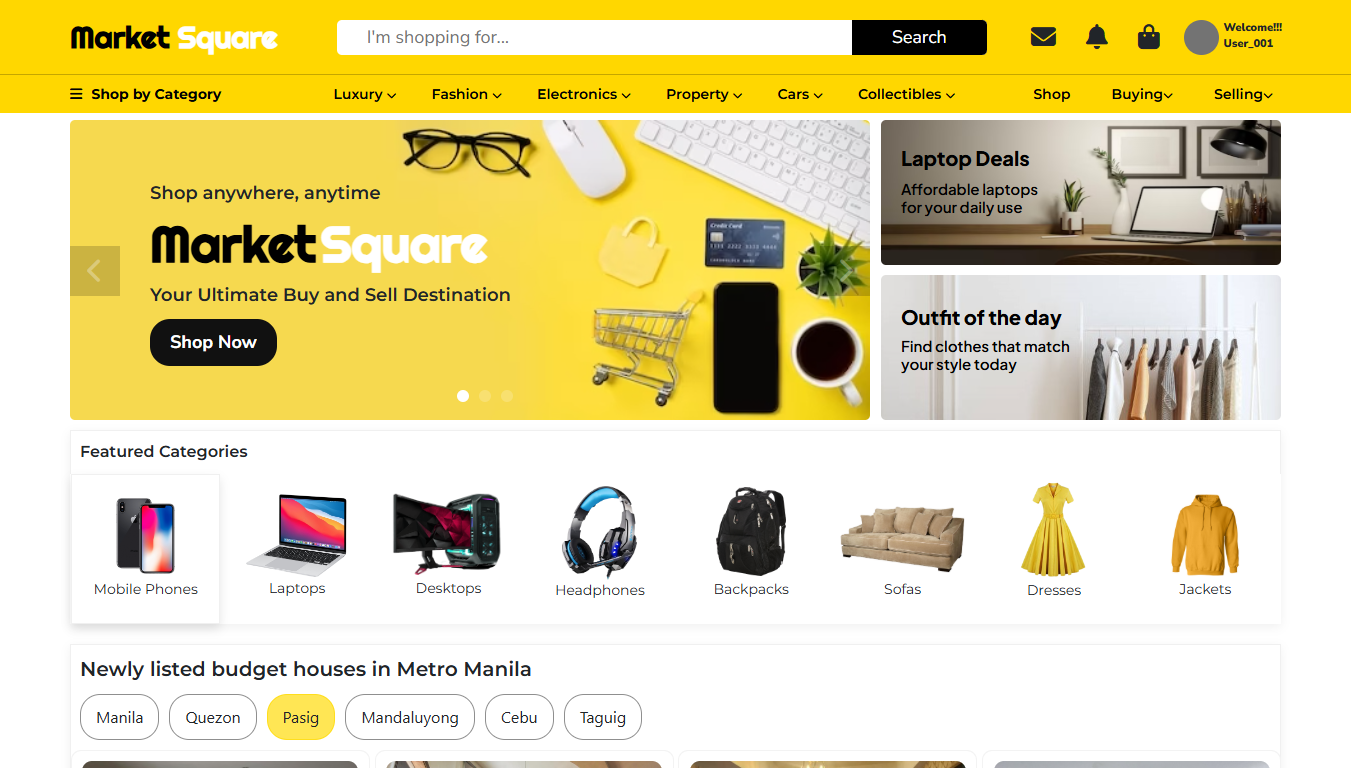 Market Square
I'm shopping for...
Search
Welcome!!!
User_001
Shop by Category
Luxury
Fashion
Electronics
Property
Cars
Collectibles
Shop
Buying
Selling
Shop anywhere, anytime
Market Square
Your Ultimate Buy and Sell Destination
Shop Now
Credit Card
Laptop Deals
Affordable laptops
for your daily use
Outfit of the day
Find clothes that match
your style today
Featured Categories
Mobile Phones
Laptops
Desktops
Headphones
Backpacks
Sofas
Dresses
Jackets
Newly listed budget houses in Metro Manila
Manila
Quezon
Pasig
Mandaluyong
Cebu
Taguig